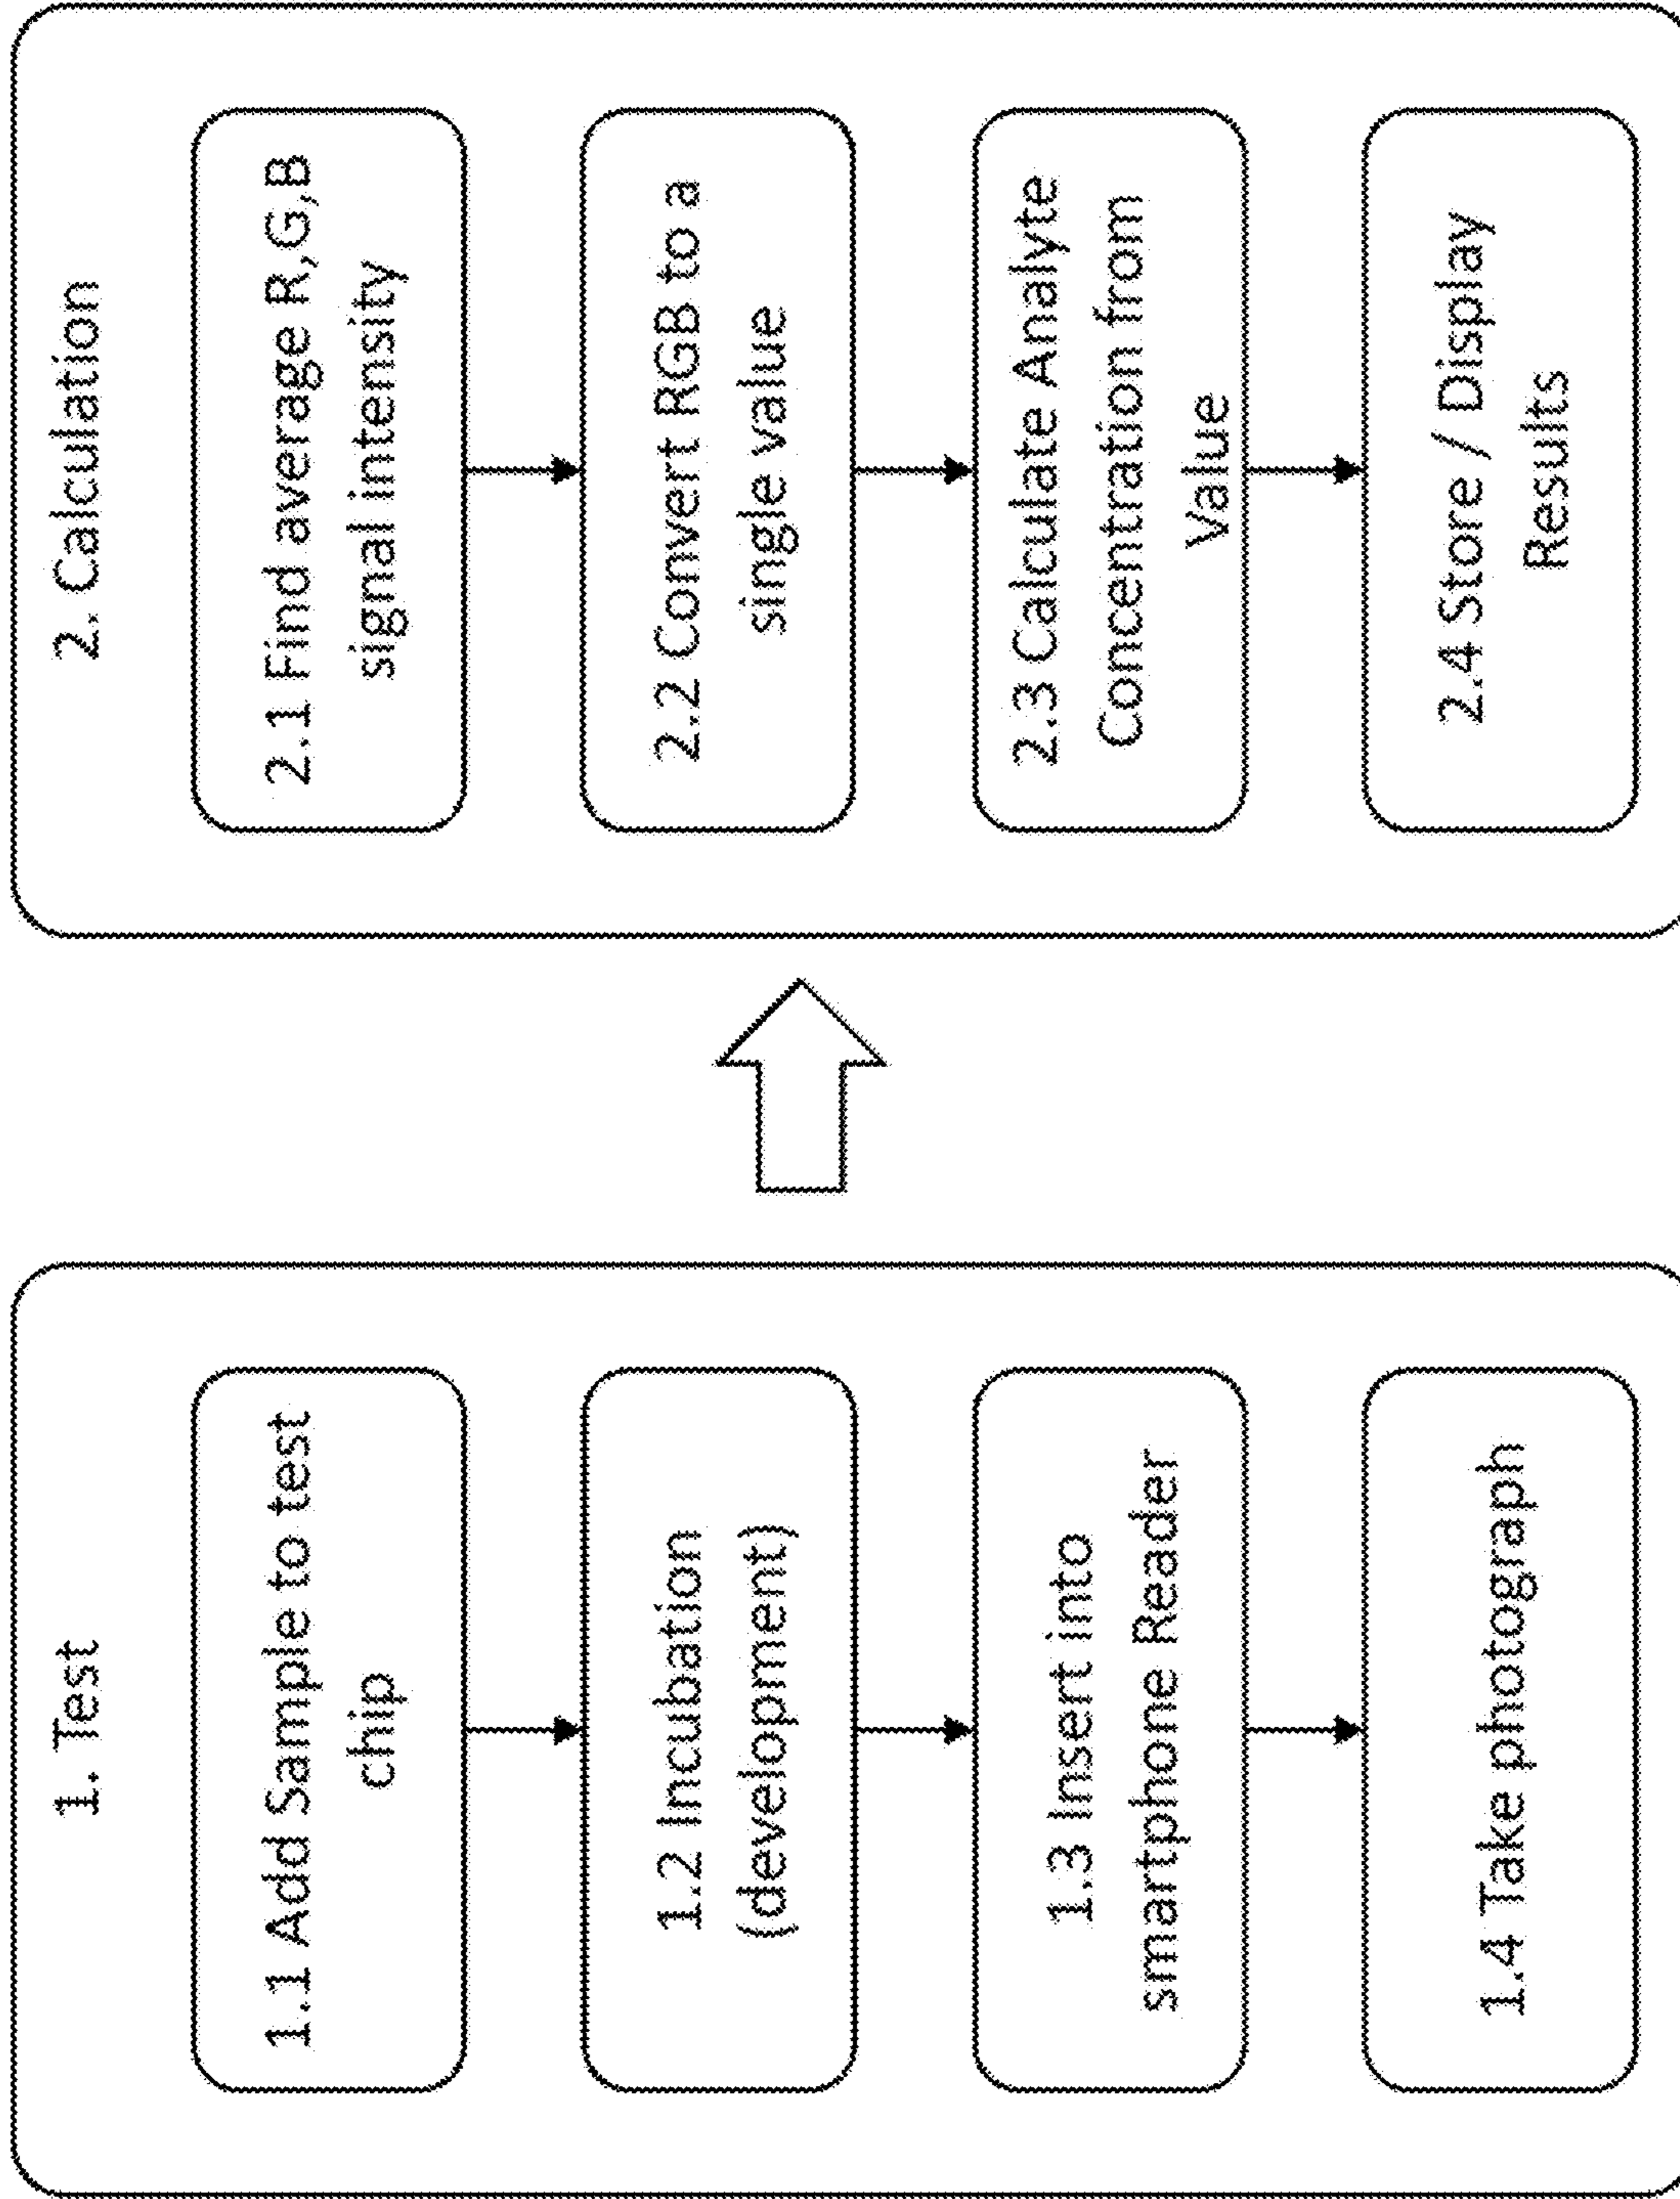 1. Test
1.1 Add Sample to test
chip
1.2 Incubation
(development)
1.3 Insert into
smartphone Reader
1.4 Take photograph
2. Calculation
2.1 Find average R,G,B
signal intensity
2.2 Convert RGB to a
single value
2.3 Calculate Analyte
Concentration from
Value
2.4 Store / Display
Results